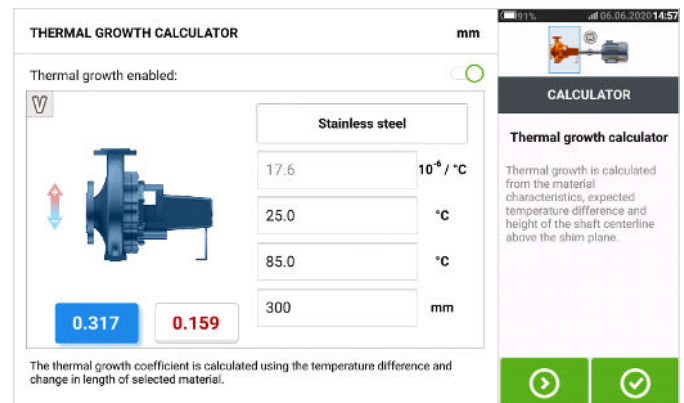 THERMAL GROWTH CALCULATOR mm
Thermal growth enabled:
V
Stainless steel
17.6 10⁻⁶ / °C
25.0 °C
85.0 °C
300 mm
0.317 0.159
The thermal growth coefficient is calculated using the temperature difference and
change in length of selected material.
91% 06.06.2020 14:57
CALCULATOR
Thermal growth calculator
Thermal growth is calculated
from the material
characteristics, expected
temperature difference and
height of the shaft centerline
above the shim plane.